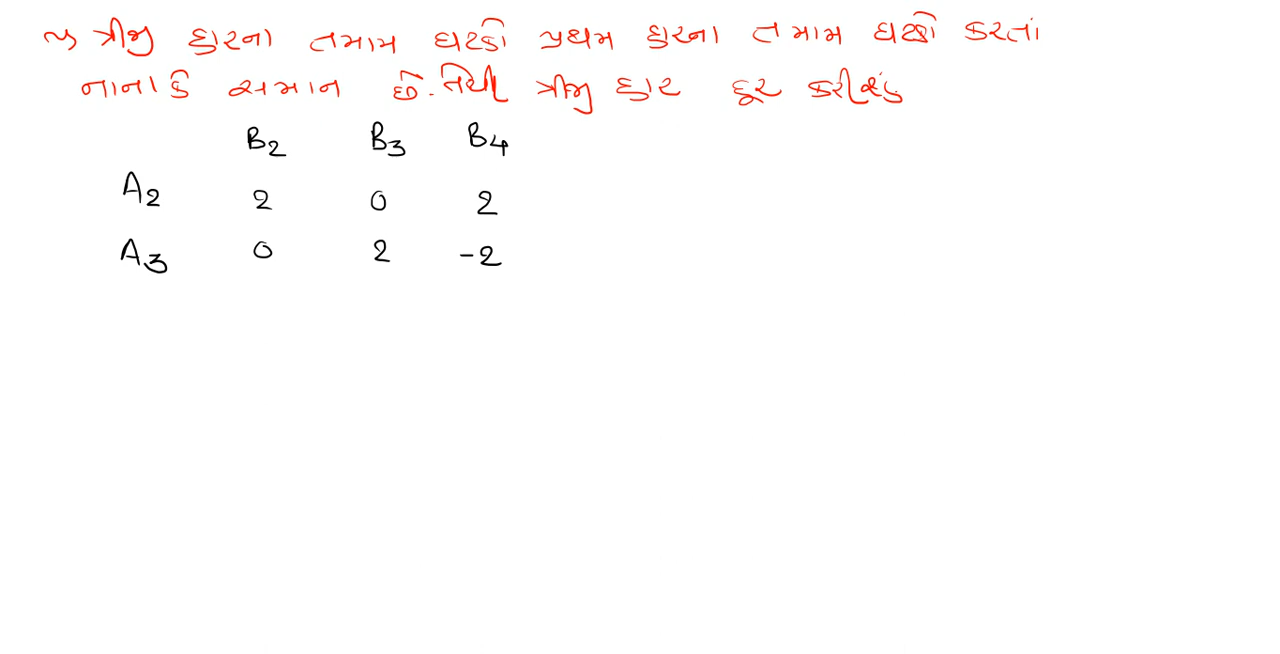 ત્રીજી હારના તમામ ઘટકો પ્રથમ હારના તમામ ઘટકો કરતાં
નાના કે સમાન છે. તેથી ત્રીજી હાર દૂર કરીશું
B2 B3 B4
A2 2 0 2
A3 0 2 -2